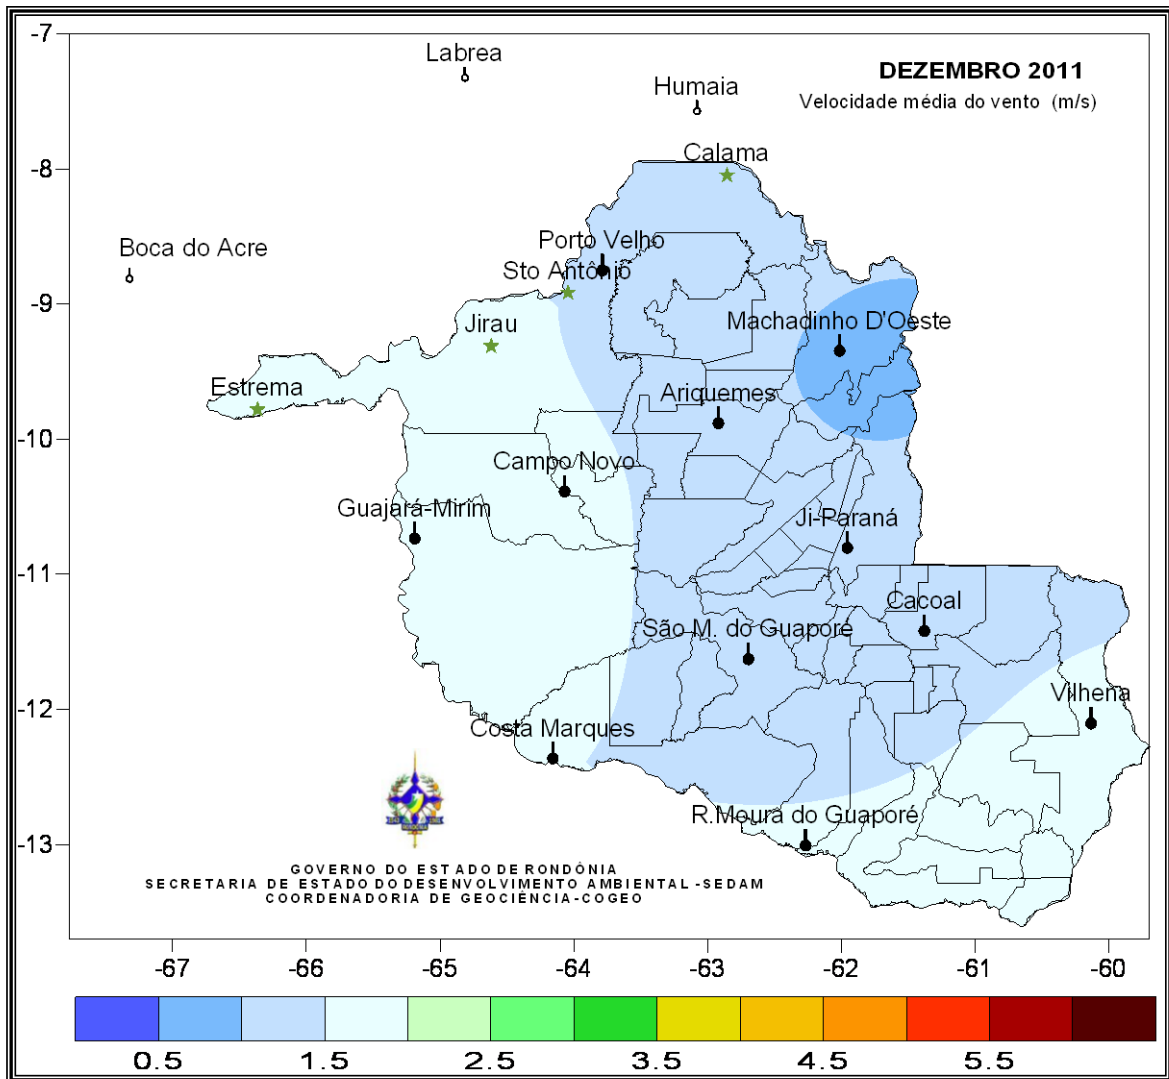 -7
Labrea
DEZEMBRO 2011
Humaia
Velocidade média do vento (m/s)
Calama
-8
Porto Velho
Boca do Acre
Sto Antônio
-9
Jirau
Machadinho D'Oeste
Estrema
Ariquemes
-10
Campo Novo
Guajará-Mirim
Ji-Paraná
-11
Cacoal
São M. do Guaporé
Vilhena
-12
Costa Marques
R.Moura do Guaporé
-13
GOVERNO DO ESTADO DE RONDÔNIA
SECRETARIA DE ESTADO DO DESENVOLVIMENTO AMBIENTAL -SEDAM
COORDENADORIA DE GEOCIÊNCIA-COGEO
-67 -66 -65 -64 -63 -62 -61 -60
0.5 1.5 2.5 3.5 4.5 5.5